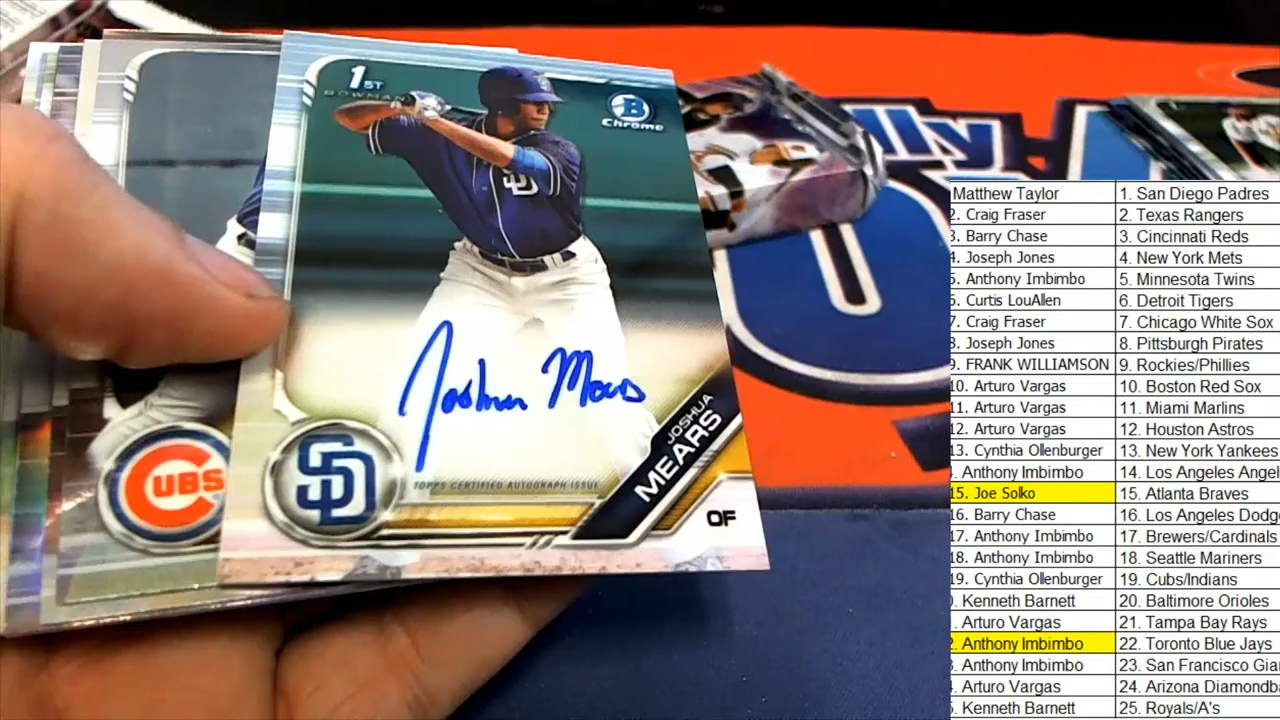 1ST
BOWMAN
B
Chrome
SD
Joshua Mears
JOSHUA
MEARS
OF
SD
TOPPS CERTIFIED AUTOGRAPH ISSUE
CUBS
lly
Matthew Taylor 1. San Diego Padres
2. Craig Fraser 2. Texas Rangers
3. Barry Chase 3. Cincinnati Reds
4. Joseph Jones 4. New York Mets
5. Anthony Imbimbo 5. Minnesota Twins
6. Curtis LouAllen 6. Detroit Tigers
7. Craig Fraser 7. Chicago White Sox
8. Joseph Jones 8. Pittsburgh Pirates
9. FRANK WILLIAMSON 9. Rockies/Phillies
10. Arturo Vargas 10. Boston Red Sox
11. Arturo Vargas 11. Miami Marlins
12. Arturo Vargas 12. Houston Astros
13. Cynthia Ollenburger 13. New York Yankees
. Anthony Imbimbo 14. Los Angeles Angel
15. Joe Solko 15. Atlanta Braves
16. Barry Chase 16. Los Angeles Dodg
17. Anthony Imbimbo 17. Brewers/Cardinals
18. Anthony Imbimbo 18. Seattle Mariners
19. Cynthia Ollenburger 19. Cubs/Indians
. Kenneth Barnett 20. Baltimore Orioles
. Arturo Vargas 21. Tampa Bay Rays
2. Anthony Imbimbo 22. Toronto Blue Jays
3. Anthony Imbimbo 23. San Francisco Gia
. Arturo Vargas 24. Arizona Diamondba
5. Kenneth Barnett 25. Royals/A's